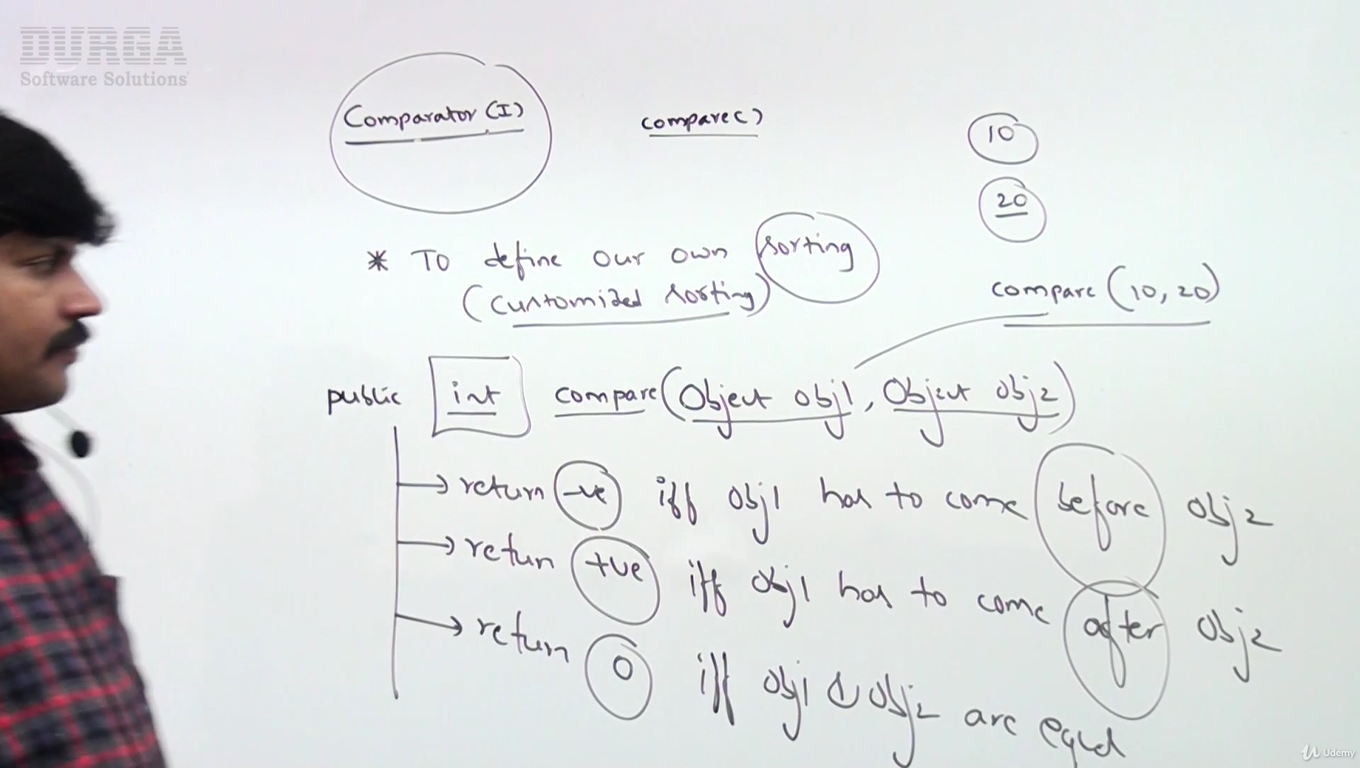 DURGA
Software Solutions
Comparator (I)
compare()
10
20
* To define our own sorting
(customized sorting)
compare (10, 20)
public int compare(Object obj1, Object obj2)
return -ve iff obj1 has to come before obj2
return +ve iff obj1 has to come after obj2
return 0 iff obj1 & obj2 are equal
Udemy